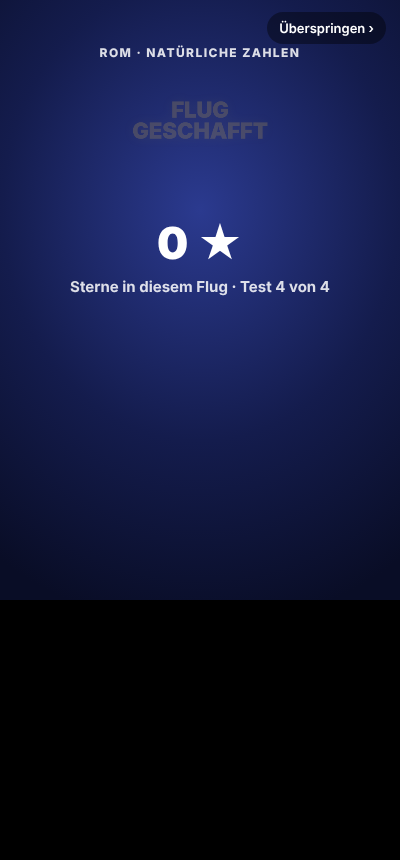 Überspringen ›
ROM · NATÜRLICHE ZAHLEN
FLUG
GESCHAFFT
0 ★
Sterne in diesem Flug · Test 4 von 4